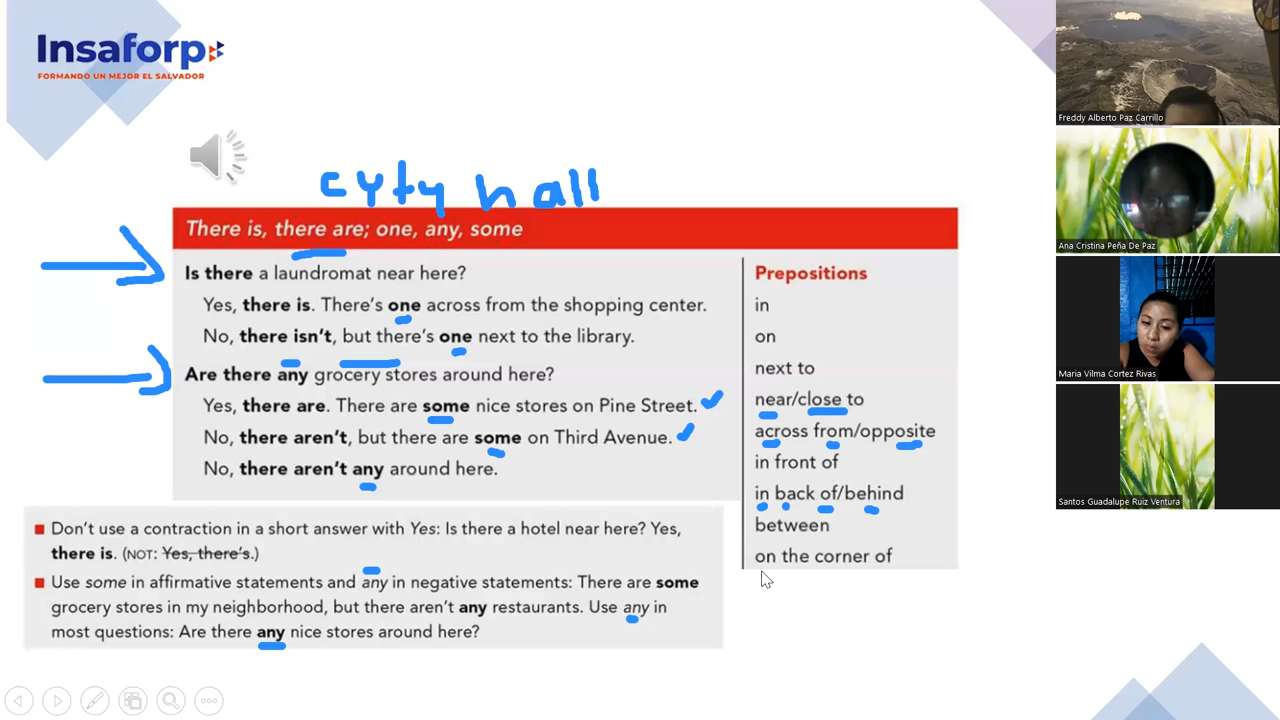 Insaforp
FORMANDO UN MEJOR EL SALVADOR
cyty hall
There is, there are; one, any, some
Is there a laundromat near here?
Yes, there is. There's one across from the shopping center.
No, there isn't, but there's one next to the library.
Are there any grocery stores around here?
Yes, there are. There are some nice stores on Pine Street.
No, there aren't, but there are some on Third Avenue.
No, there aren't any around here.
Prepositions
in
on
next to
near/close to
across from/opposite
in front of
in back of/behind
between
on the corner of
Don't use a contraction in a short answer with Yes: Is there a hotel near here? Yes,
there is. (NOT: Yes, there's.)
Use some in affirmative statements and any in negative statements: There are some
grocery stores in my neighborhood, but there aren't any restaurants. Use any in
most questions: Are there any nice stores around here?
Freddy Alberto Paz Carrillo
Ana Cristina Peña De Paz
Maria Vilma Cortez Rivas
Santos Guadalupe Ruiz Ventura